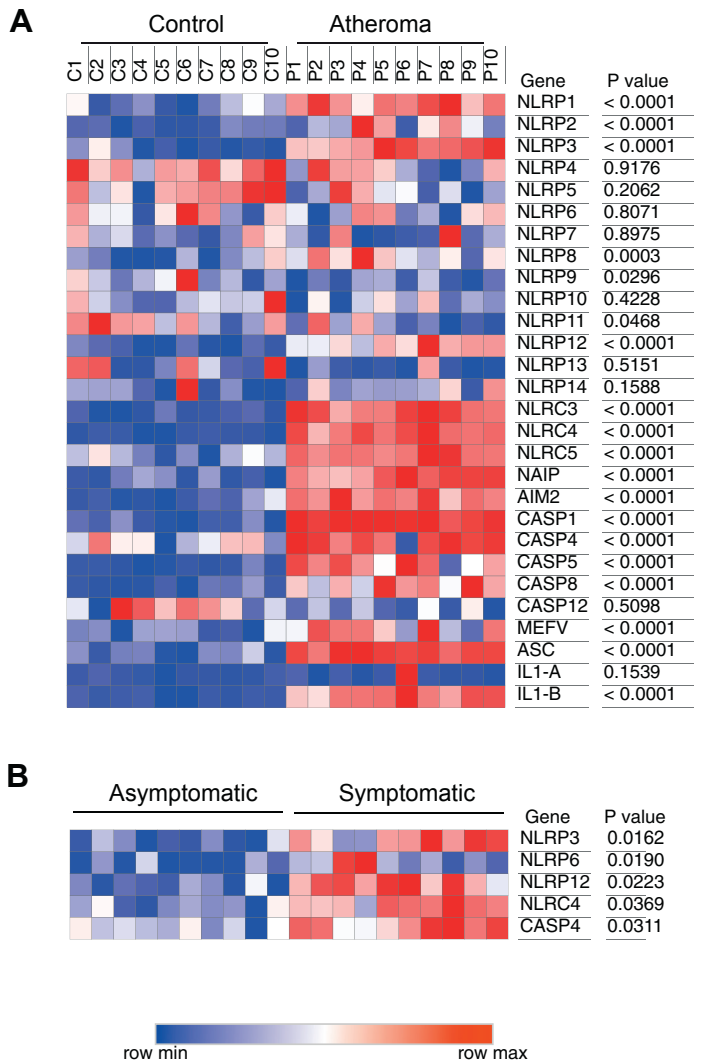 A
Control Atheroma
C1 C2 C3 C4 C5 C6 C7 C8 C9 C10 P1 P2 P3 P4 P5 P6 P7 P8 P9 P10
Gene P value
NLRP1 < 0.0001
NLRP2 < 0.0001
NLRP3 < 0.0001
NLRP4 0.9176
NLRP5 0.2062
NLRP6 0.8071
NLRP7 0.8975
NLRP8 0.0003
NLRP9 0.0296
NLRP10 0.4228
NLRP11 0.0468
NLRP12 < 0.0001
NLRP13 0.5151
NLRP14 0.1588
NLRC3 < 0.0001
NLRC4 < 0.0001
NLRC5 < 0.0001
NAIP < 0.0001
AIM2 < 0.0001
CASP1 < 0.0001
CASP4 < 0.0001
CASP5 < 0.0001
CASP8 < 0.0001
CASP12 0.5098
MEFV < 0.0001
ASC < 0.0001
IL1-A 0.1539
IL1-B < 0.0001
B
Asymptomatic Symptomatic
Gene P value
NLRP3 0.0162
NLRP6 0.0190
NLRP12 0.0223
NLRC4 0.0369
CASP4 0.0311
row min row max